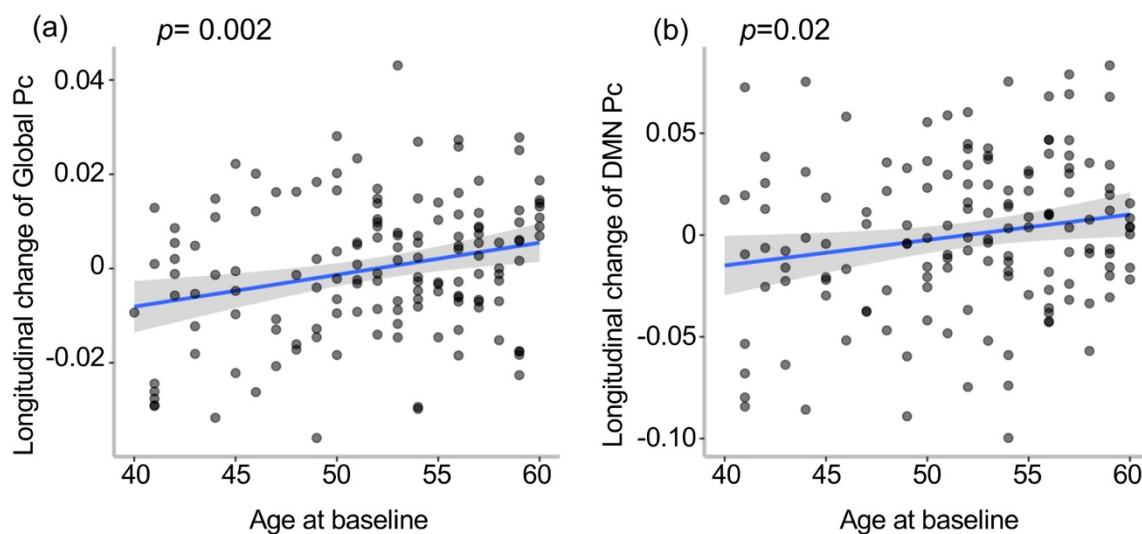 (a) p= 0.002
Longitudinal change of Global Pc
0.04
0.02
0
-0.02
40 45 50 55 60
Age at baseline
(b) p=0.02
Longitudinal change of DMN Pc
0.05
0
-0.05
-0.10
40 45 50 55 60
Age at baseline